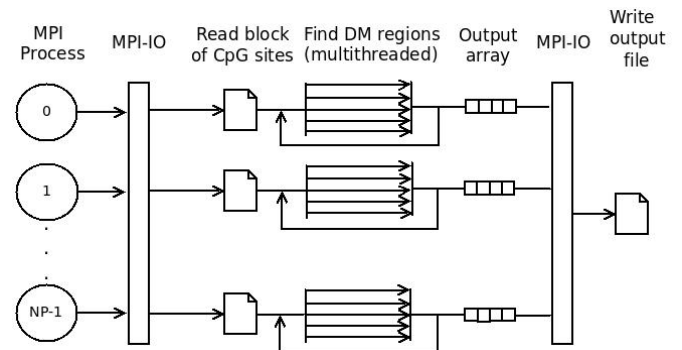 MPI
Process
MPI-IO
Read block
of CpG sites
Find DM regions
(multithreaded)
Output
array
MPI-IO
Write
output
file
0
1
NP-1